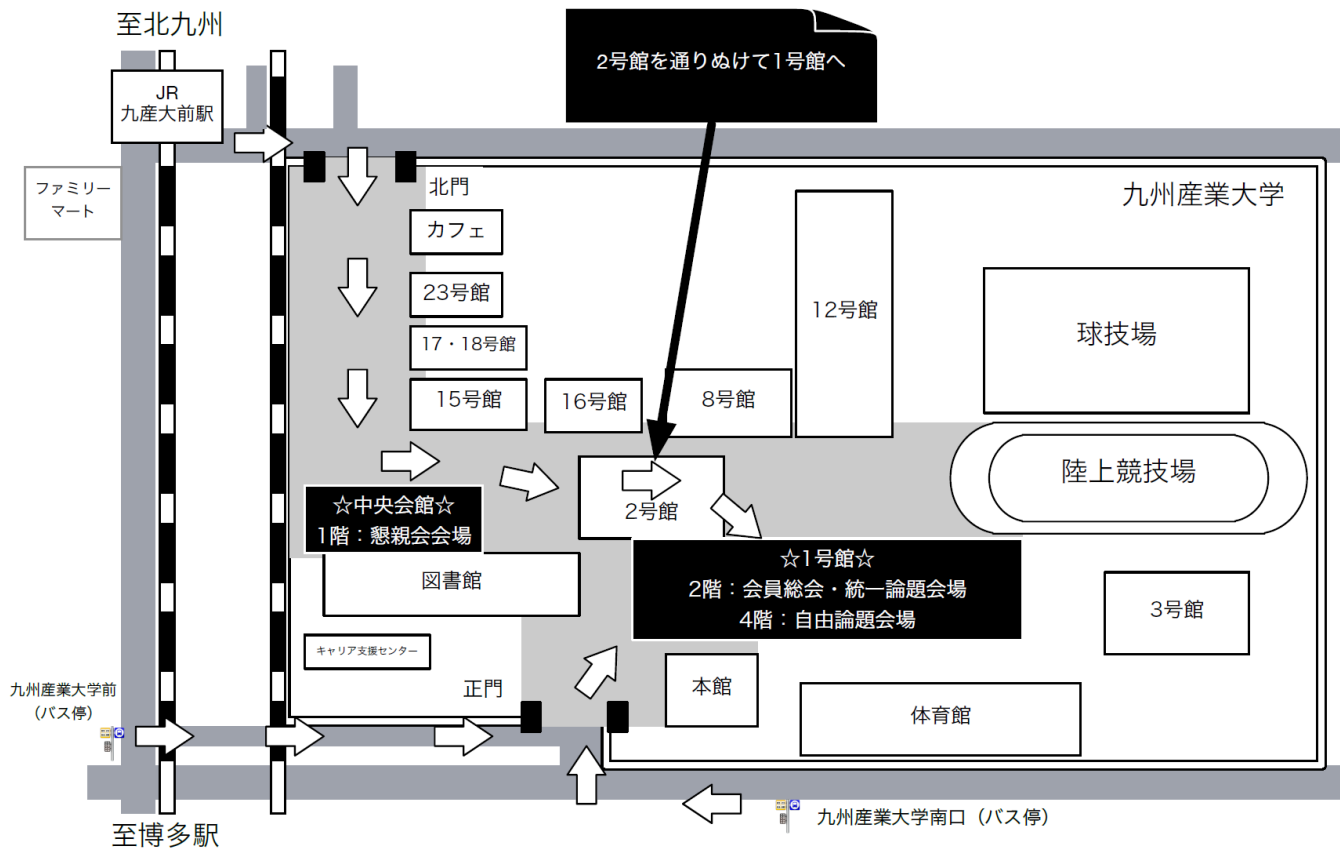 至北九州
JR
九産大前駅
2号館を通りぬけて1号館へ
ファミリー
マート
北門
九州産業大学
カフェ
23号館
17・18号館
15号館
16号館
8号館
12号館
球技場
陸上競技場
2号館
☆中央会館☆
1階：懇親会会場
☆1号館☆
2階：会員総会・統一論題会場
4階：自由論題会場
図書館
3号館
キャリア支援センター
正門
本館
体育館
九州産業大学前
（バス停）
九州産業大学南口（バス停）
至博多駅